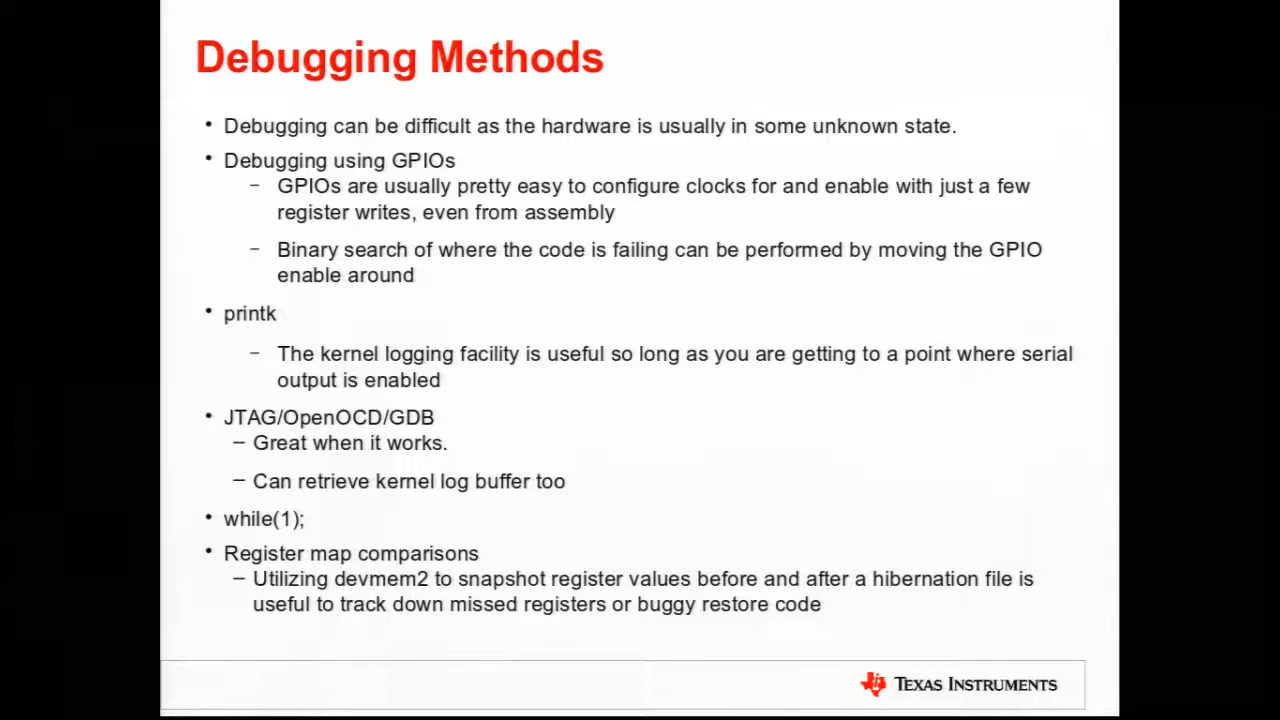 Debugging Methods
• Debugging can be difficult as the hardware is usually in some unknown state.
• Debugging using GPIOs
– GPIOs are usually pretty easy to configure clocks for and enable with just a few
register writes, even from assembly
– Binary search of where the code is failing can be performed by moving the GPIO
enable around
• printk
– The kernel logging facility is useful so long as you are getting to a point where serial
output is enabled
• JTAG/OpenOCD/GDB
– Great when it works.
– Can retrieve kernel log buffer too
• while(1);
• Register map comparisons
– Utilizing devmem2 to snapshot register values before and after a hibernation file is
useful to track down missed registers or buggy restore code
TEXAS INSTRUMENTS